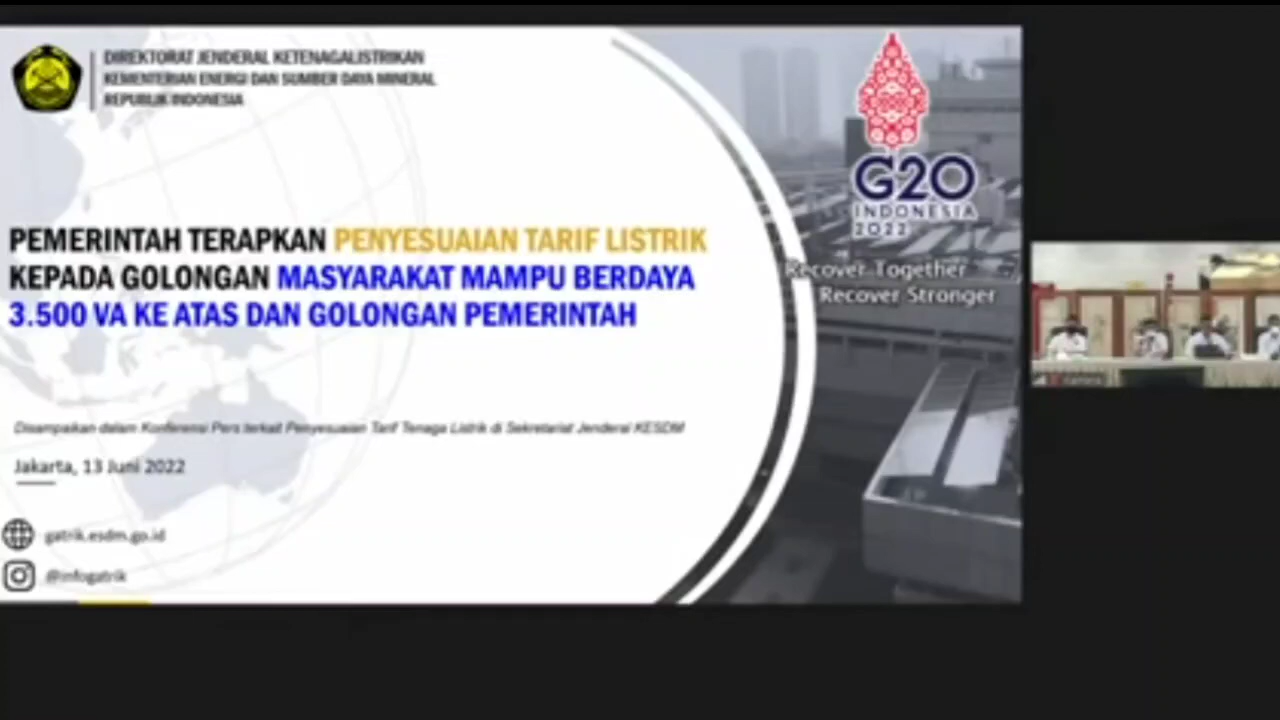 DIREKTORAT JENDERAL KETENAGALISTRIKAN
KEMENTERIAN ENERGI DAN SUMBER DAYA MINERAL
REPUBLIK INDONESIA
G20
INDONESIA
2022
Recover Together
Recover Stronger
PEMERINTAH TERAPKAN PENYESUAIAN TARIF LISTRIK
KEPADA GOLONGAN MASYARAKAT MAMPU BERDAYA
3.500 VA KE ATAS DAN GOLONGAN PEMERINTAH
Disampaikan dalam Konferensi Pers terkait Penyesuaian Tarif Tenaga Listrik di Sekretariat Jenderal KESDM
Jakarta, 13 Juni 2022
gatrik.esdm.go.id
@infogatrik